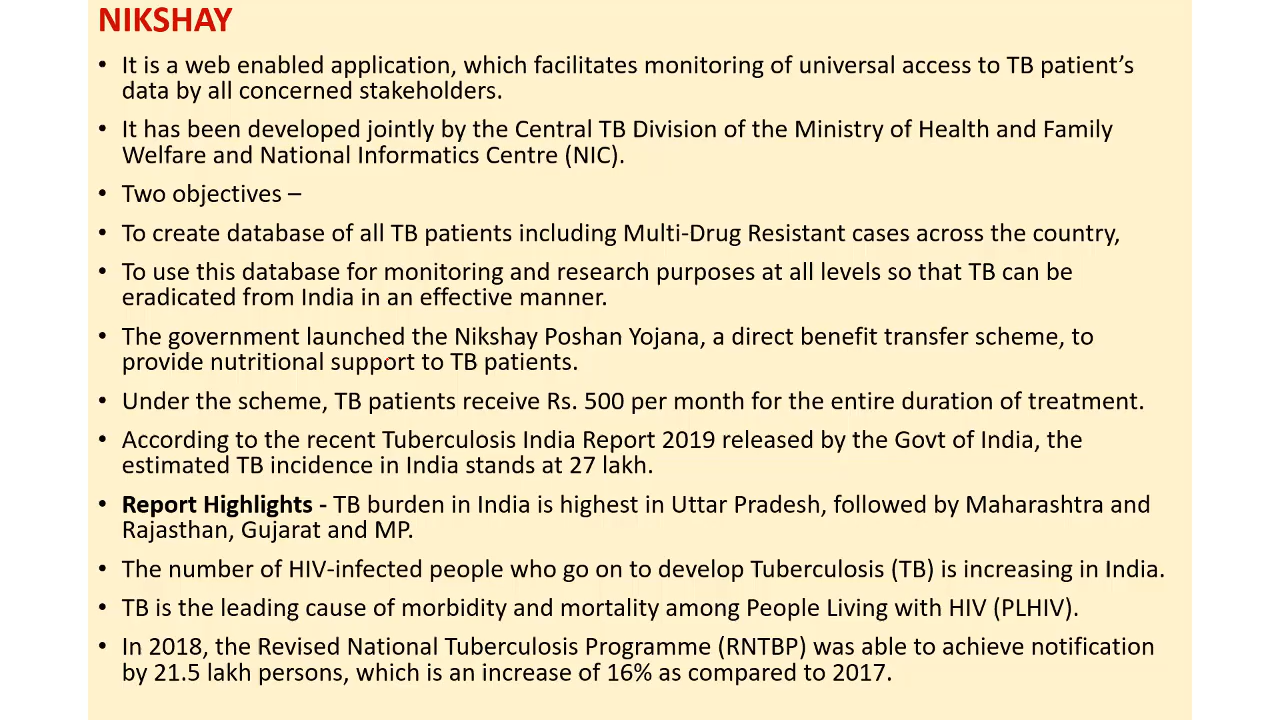 NIKSHAY
• It is a web enabled application, which facilitates monitoring of universal access to TB patient's
data by all concerned stakeholders.
• It has been developed jointly by the Central TB Division of the Ministry of Health and Family
Welfare and National Informatics Centre (NIC).
• Two objectives –
• To create database of all TB patients including Multi-Drug Resistant cases across the country,
• To use this database for monitoring and research purposes at all levels so that TB can be
eradicated from India in an effective manner.
• The government launched the Nikshay Poshan Yojana, a direct benefit transfer scheme, to
provide nutritional support to TB patients.
• Under the scheme, TB patients receive Rs. 500 per month for the entire duration of treatment.
• According to the recent Tuberculosis India Report 2019 released by the Govt of India, the
estimated TB incidence in India stands at 27 lakh.
• Report Highlights - TB burden in India is highest in Uttar Pradesh, followed by Maharashtra and
Rajasthan, Gujarat and MP.
• The number of HIV-infected people who go on to develop Tuberculosis (TB) is increasing in India.
• TB is the leading cause of morbidity and mortality among People Living with HIV (PLHIV).
• In 2018, the Revised National Tuberculosis Programme (RNTBP) was able to achieve notification
by 21.5 lakh persons, which is an increase of 16% as compared to 2017.